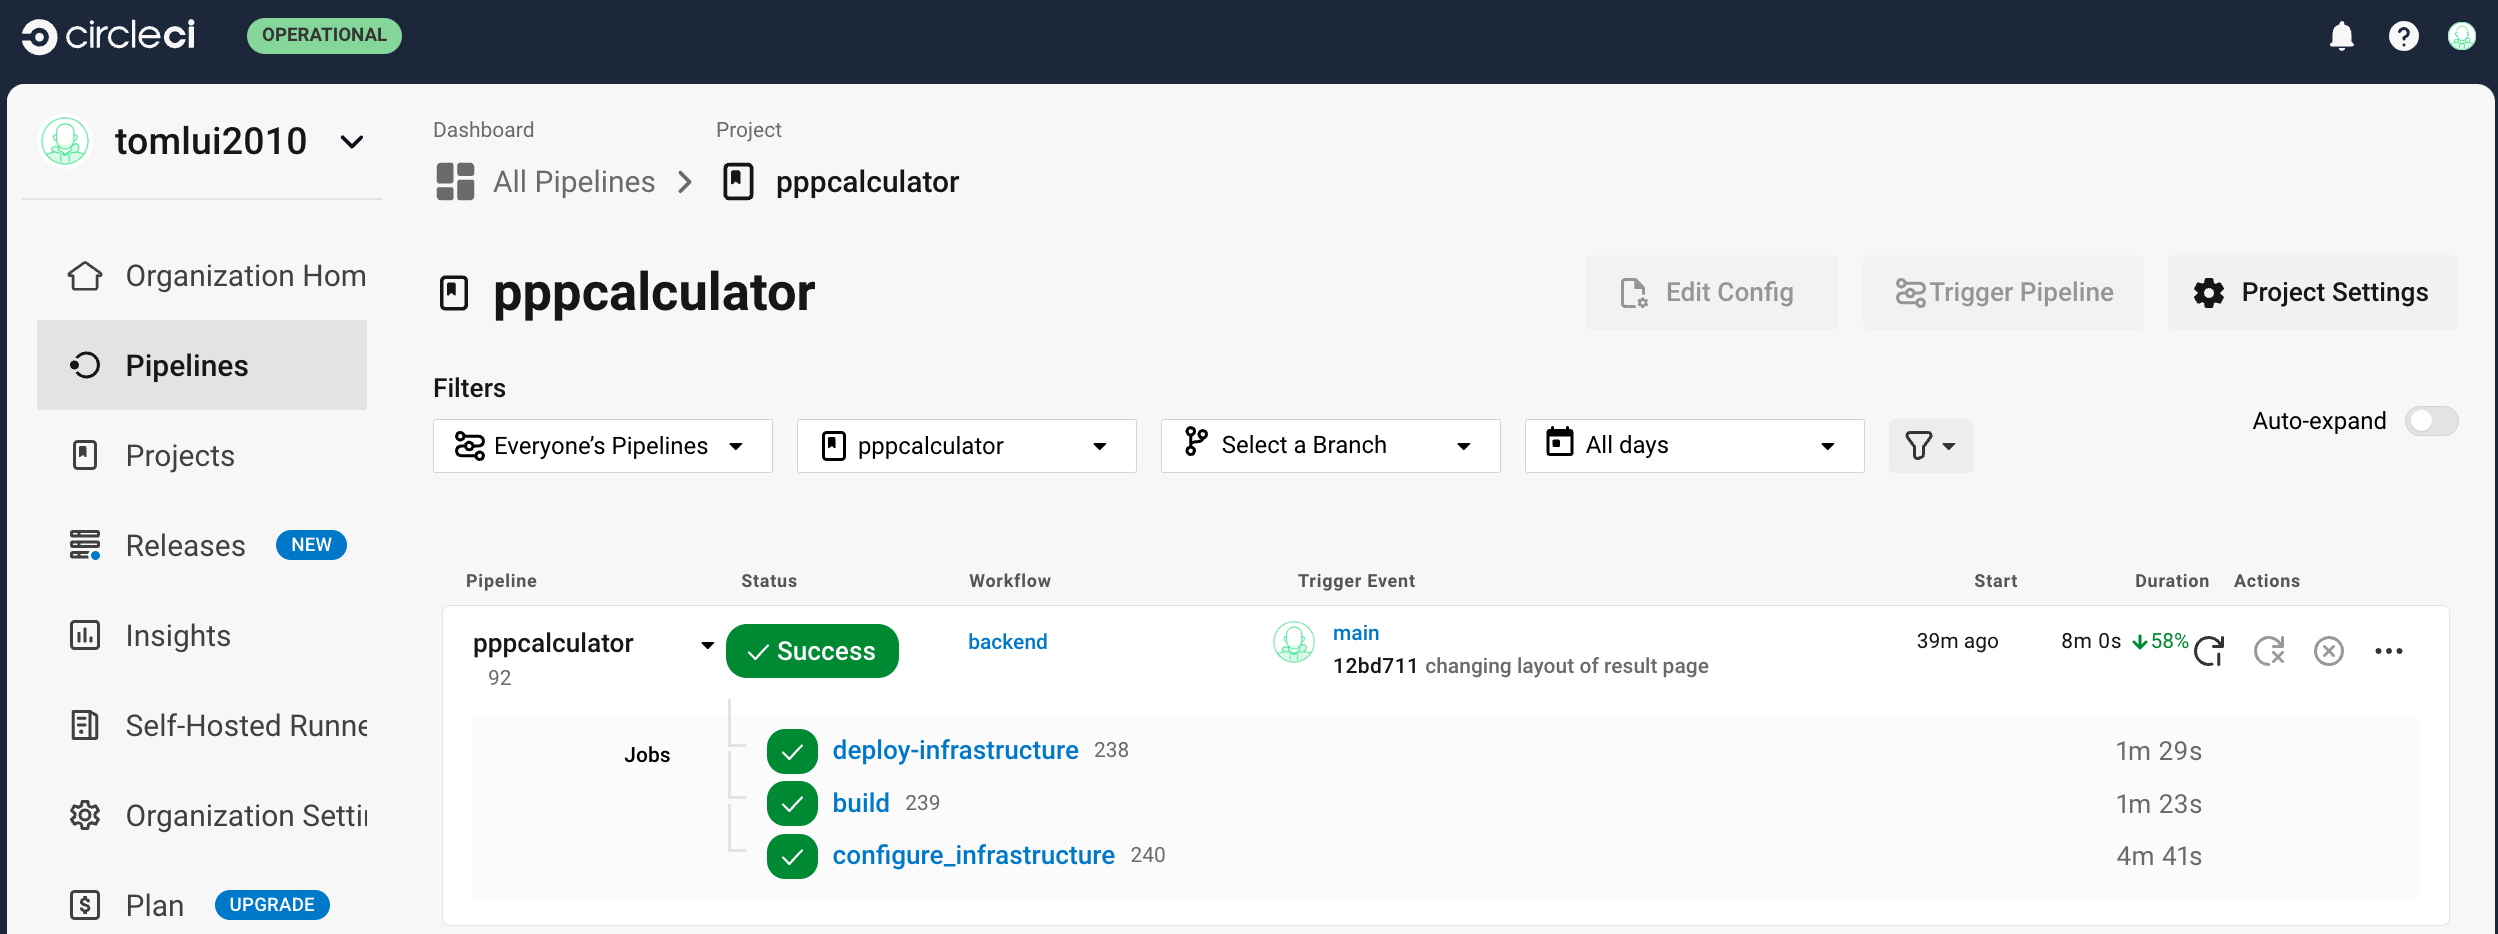 circleci OPERATIONAL
tomlui2010
Dashboard Project
All Pipelines pppcalculator
Organization Hom
Pipelines
Projects
Releases NEW
Insights
Self-Hosted Runne
Organization Settin
Plan UPGRADE
pppcalculator
Edit Config Trigger Pipeline Project Settings
Filters
Everyone’s Pipelines pppcalculator Select a Branch All days Auto-expand
Pipeline Status Workflow Trigger Event Start Duration Actions
pppcalculator Success backend main 39m ago 8m 0s 58%
92 12bd711 changing layout of result page
Jobs
deploy-infrastructure 238 1m 29s
build 239 1m 23s
configure_infrastructure 240 4m 41s